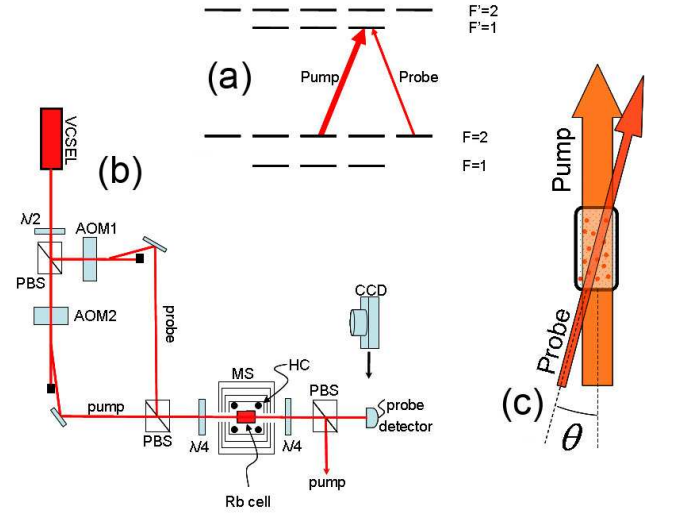 F'=2
F'=1
(a)
Pump
Probe
F=2
F=1
VCSEL
(b)
λ/2
AOM1
PBS
AOM2
probe
CCD
MS
HC
PBS
pump
PBS
λ/4
λ/4
probe
detector
Rb cell
pump
Pump
Probe
(c)
θ